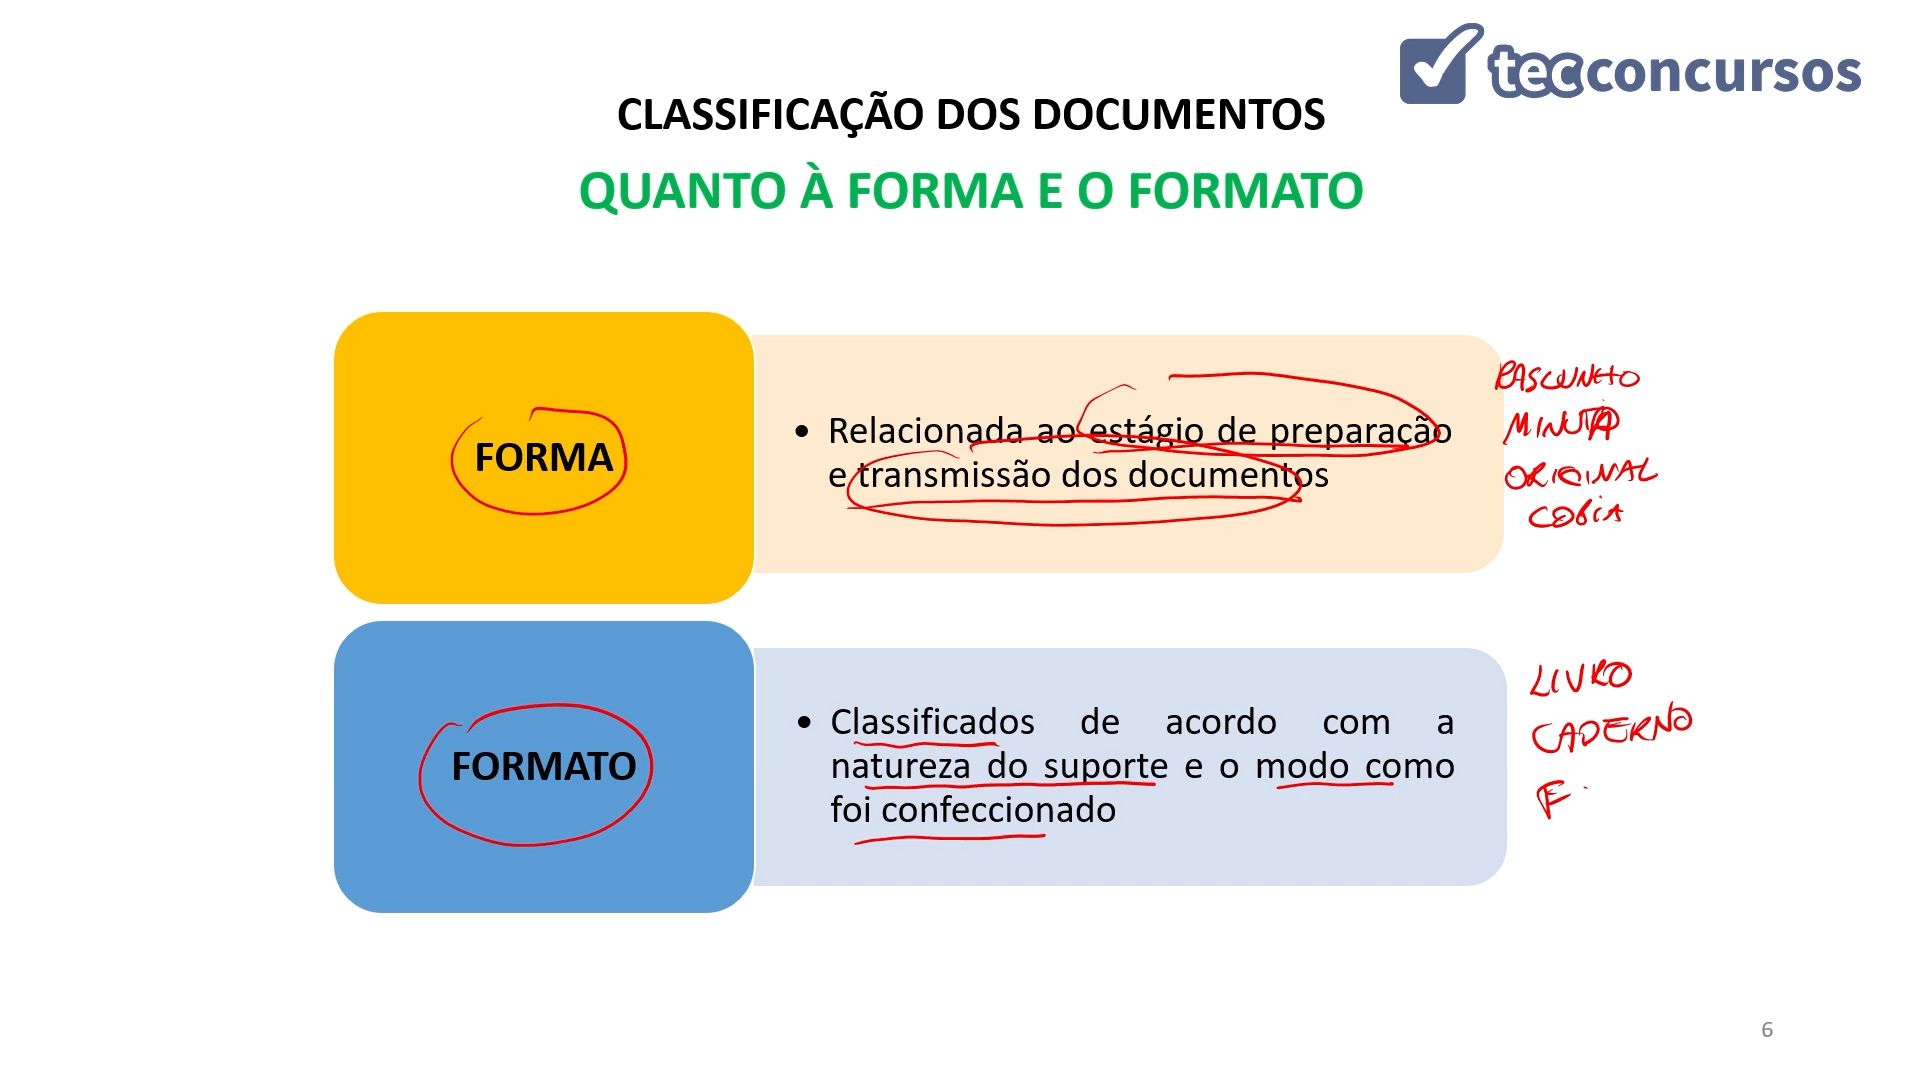 tecconcursos
CLASSIFICAÇÃO DOS DOCUMENTOS
QUANTO À FORMA E O FORMATO
FORMA
• Relacionada ao estágio de preparação
e transmissão dos documentos
RASCUNHO
MINUTA
ORIGINAL
COPIA
FORMATO
• Classificados de acordo com a
natureza do suporte e o modo como
foi confeccionado
LIVRO
CADERNO
F
6